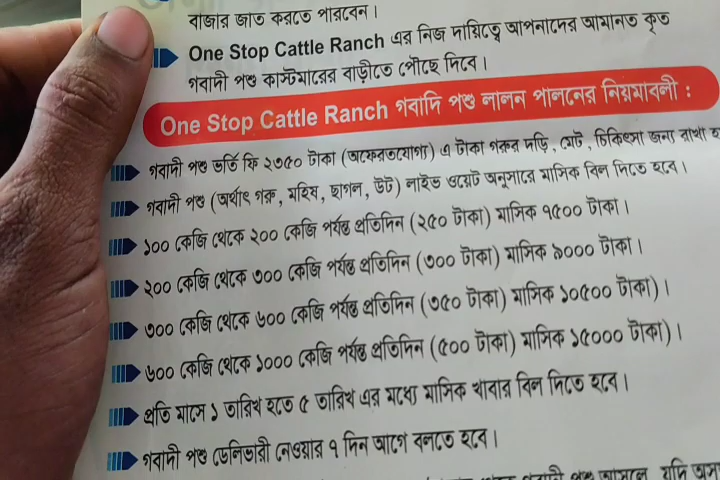 বাজার জাত করতে পারবেন।
One Stop Cattle Ranch এর নিজ দায়িত্বে আপনাদের আমানত কৃত
গবাদী পশু কাস্টমারের বাড়ীতে পৌঁছে দিবে।
One Stop Cattle Ranch গবাদি পশু লালন পালনের নিয়মাবলী :
গবাদী পশু ভর্তি ফি ২৩৫০ টাকা (অফেরতযোগ্য) এ টাকা গরুর দড়ি, মেট, চিকিৎসা জন্য রাখা
গবাদী পশু (অর্থাৎ গরু, মহিষ, ছাগল, উট) লাইভ ওয়েট অনুসারে মাসিক বিল দিতে হবে।
১০০ কেজি থেকে ২০০ কেজি পর্যন্ত প্রতিদিন (২৫০ টাকা) মাসিক ৭৫০০ টাকা।
২০০ কেজি থেকে ৩০০ কেজি পর্যন্ত প্রতিদিন (৩০০ টাকা) মাসিক ৯০০০ টাকা।
৩০০ কেজি থেকে ৬০০ কেজি পর্যন্ত প্রতিদিন (৩৫০ টাকা) মাসিক ১০৫০০ টাকা)।
৬০০ কেজি থেকে ১০০০ কেজি পর্যন্ত প্রতিদিন (৫০০ টাকা) মাসিক ১৫০০০ টাকা)।
প্রতি মাসে ১ তারিখ হতে ৫ তারিখ এর মধ্যে মাসিক খাবার বিল দিতে হবে।
গবাদী পশু ডেলিভারী নেওয়ার ৭ দিন আগে বলতে হবে।
গবাদী পশু আসলে যদি